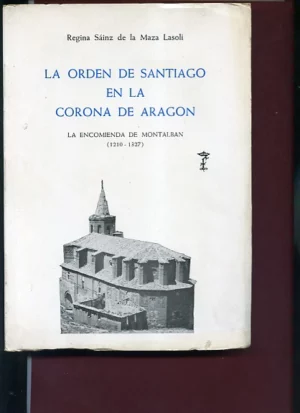 Regina Sáinz de la Maza Lasoli
LA ORDEN DE SANTIAGO
EN LA
CORONA DE ARAGON
LA ENCOMIENDA DE MONTALBAN
(1210-1327)